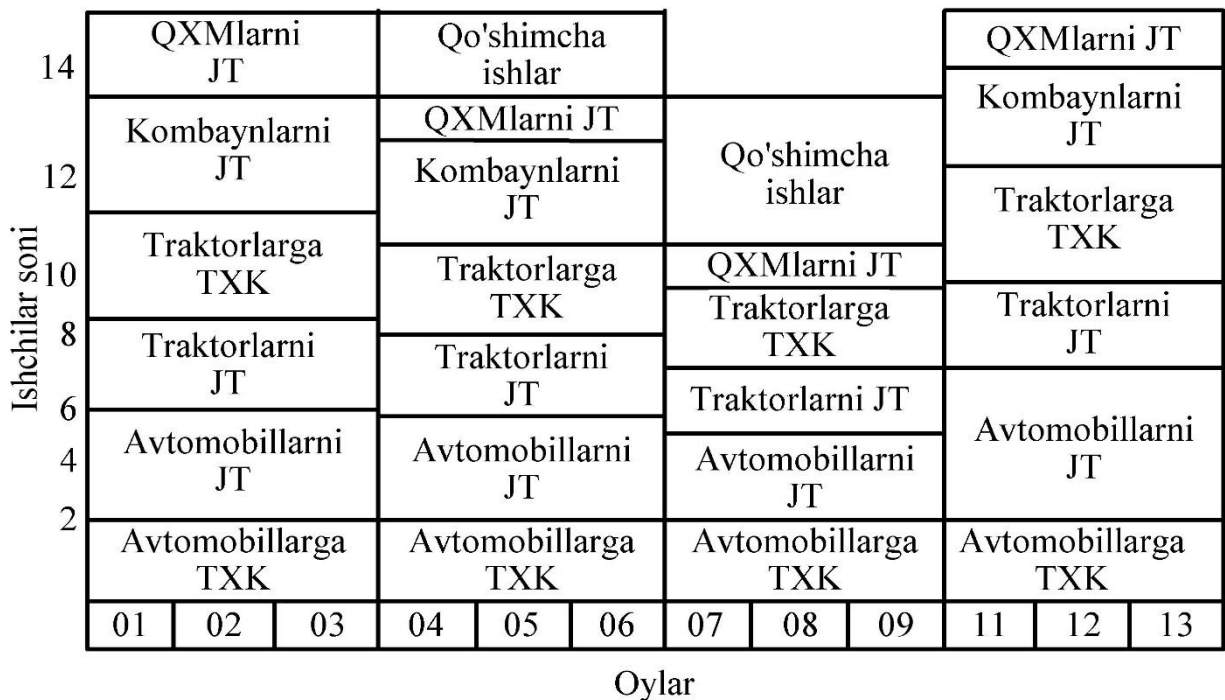 Ishchilar soni
14
12
10
8
6
4
2
QXMlarni
JT
Kombaynlarni
JT
Traktorlarga
TXK
Traktorlarni
JT
Avtomobillarni
JT
Avtomobillarga
TXK
Qo'shimcha
ishlar
QXMlarni JT
Kombaynlarni
JT
Traktorlarga
TXK
Traktorlarni
JT
Avtomobillarni
JT
Avtomobillarga
TXK
Qo'shimcha
ishlar
QXMlarni JT
Traktorlarga
TXK
Traktorlarni JT
Avtomobillarni
JT
Avtomobillarga
TXK
QXMlarni JT
Kombaynlarni
JT
Traktorlarga
TXK
Traktorlarni
JT
Avtomobillarni
JT
Avtomobillarga
TXK
01 02 03 04 05 06 07 08 09 11 12 13
Oylar